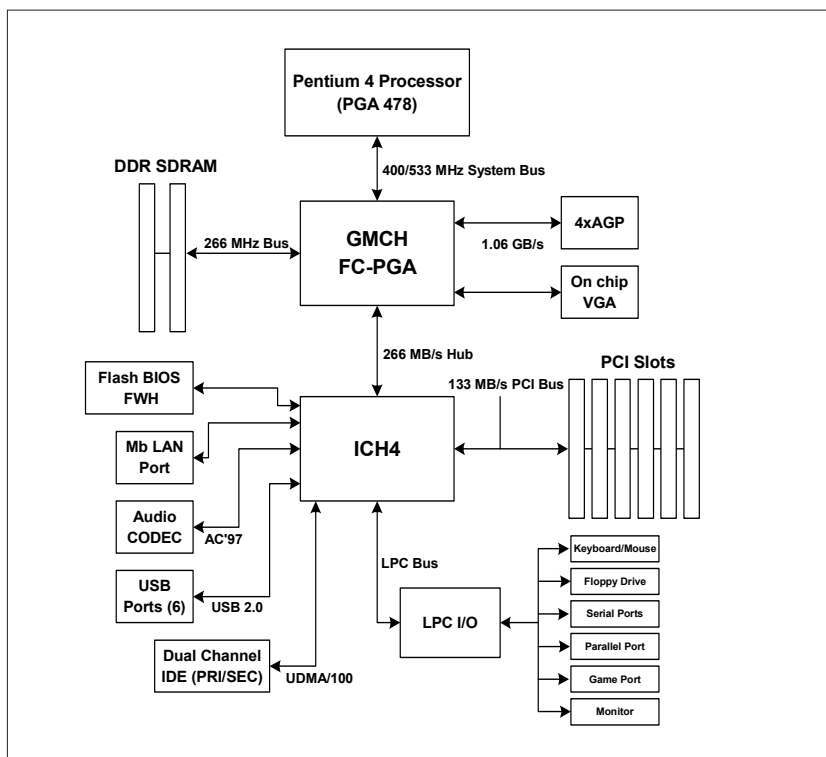 Pentium 4 Processor
(PGA 478)
400/533 MHz System Bus
DDR SDRAM
266 MHz Bus
GMCH
FC-PGA
4xAGP
1.06 GB/s
On chip
VGA
266 MB/s Hub
PCI Slots
133 MB/s PCI Bus
Flash BIOS
FWH
Mb LAN
Port
ICH4
Audio
CODEC
AC'97
USB
Ports (6)
USB 2.0
Dual Channel
IDE (PRI/SEC)
UDMA/100
LPC Bus
LPC I/O
Keyboard/Mouse
Floppy Drive
Serial Ports
Parallel Port
Game Port
Monitor